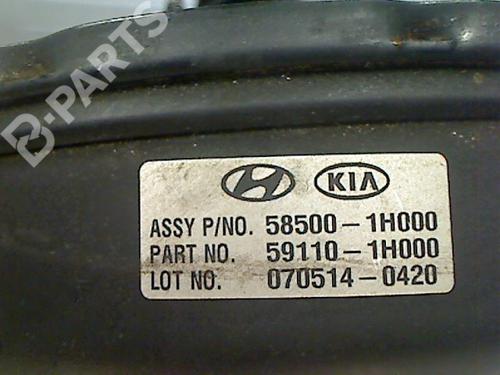 B-PARTS
KIA
ASSY P/NO. 58500-1H000
PART NO. 59110-1H000
LOT NO. 070514-0420